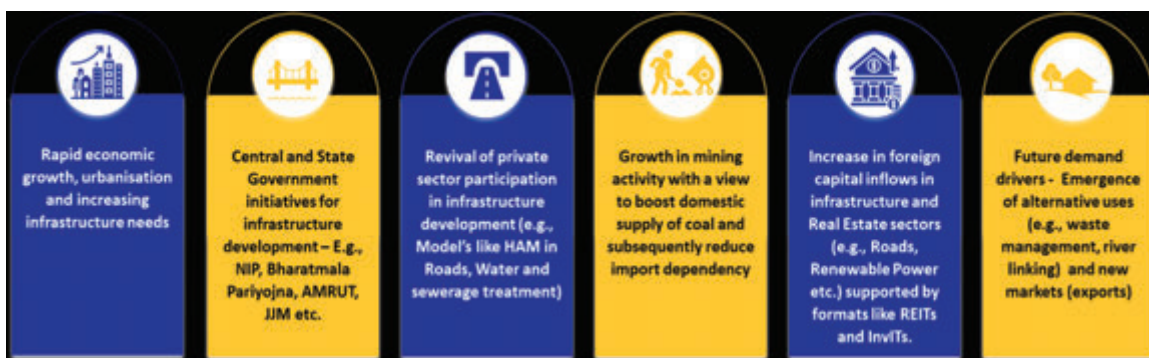 Rapid economic
growth, urbanisation
and increasing
infrastructure needs
Central and State
Government
initiatives for
infrastructure
development – E.g.,
NIP, Bharatmala
Pariyojna, AMRUT,
JJM etc.
Revival of private
sector participation
in infrastructure
development (e.g.,
Model's like HAM in
Roads, Water and
sewerage treatment)
Growth in mining
activity with a view
to boost domestic
supply of coal and
subsequently reduce
import dependency
Increase in foreign
capital inflows in
infrastructure and
Real Estate sectors
(e.g., Roads,
Renewable Power
etc.) supported by
formats like REITs
and InvITs.
Future demand
drivers - Emergence
of alternative uses
(e.g., waste
management, river
linking) and new
markets (exports)